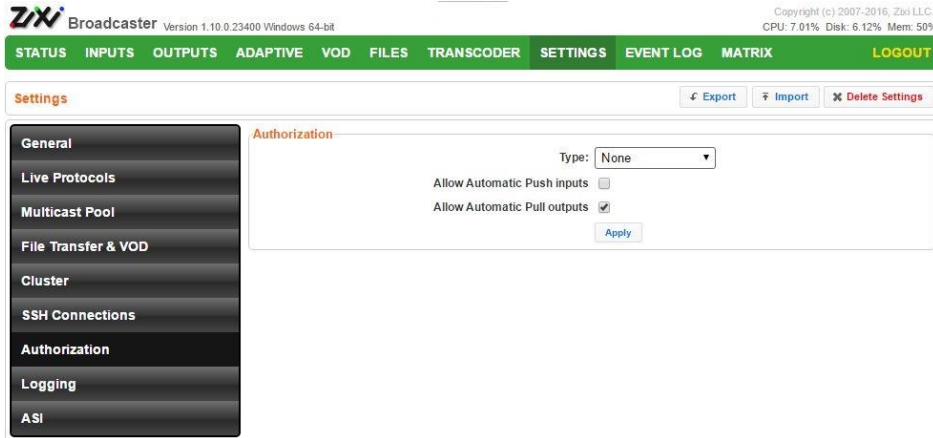 Copyright (c) 2007-2016, Zixi LLC.
ZiXi Broadcaster Version 1.10.0.23400 Windows 64-bit
CPU: 7.01% Disk: 6.12% Mem: 50%
STATUS INPUTS OUTPUTS ADAPTIVE VOD FILES TRANSCODER SETTINGS EVENT LOG MATRIX LOGOUT
Settings
Export Import Delete Settings
General
Live Protocols
Multicast Pool
File Transfer & VOD
Cluster
SSH Connections
Authorization
Logging
ASI
Authorization
Type: None
Allow Automatic Push inputs
Allow Automatic Pull outputs
Apply